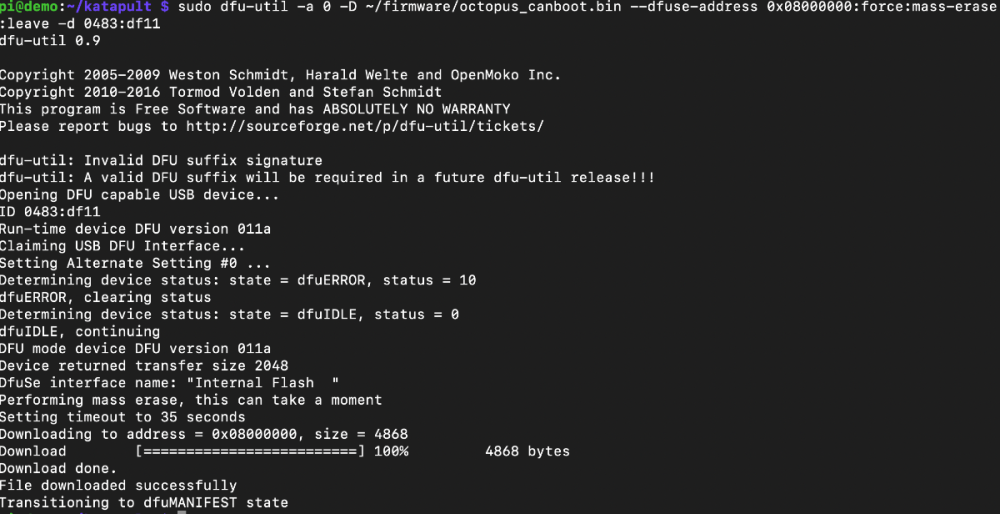 pi@demo:~/katapult $ sudo dfu-util -a 0 -D ~/firmware/octopus_canboot.bin --dfuse-address 0x08000000:force:mass-erase
:leave -d 0483:df11
dfu-util 0.9
Copyright 2005-2009 Weston Schmidt, Harald Welte and OpenMoko Inc.
Copyright 2010-2016 Tormod Volden and Stefan Schmidt
This program is Free Software and has ABSOLUTELY NO WARRANTY
Please report bugs to http://sourceforge.net/p/dfu-util/tickets/
dfu-util: Invalid DFU suffix signature
dfu-util: A valid DFU suffix will be required in a future dfu-util release!!!
Opening DFU capable USB device...
ID 0483:df11
Run-time device DFU version 011a
Claiming USB DFU Interface...
Setting Alternate Setting #0 ...
Determining device status: state = dfuERROR, status = 10
dfuERROR, clearing status
Determining device status: state = dfuIDLE, status = 0
dfuIDLE, continuing
DFU mode device DFU version 011a
Device returned transfer size 2048
DfuSe interface name: "Internal Flash  "
Performing mass erase, this can take a moment
Setting timeout to 35 seconds
Downloading to address = 0x08000000, size = 4868
Download        [=========================] 100%         4868 bytes
Download done.
File downloaded successfully
Transitioning to dfuMANIFEST state